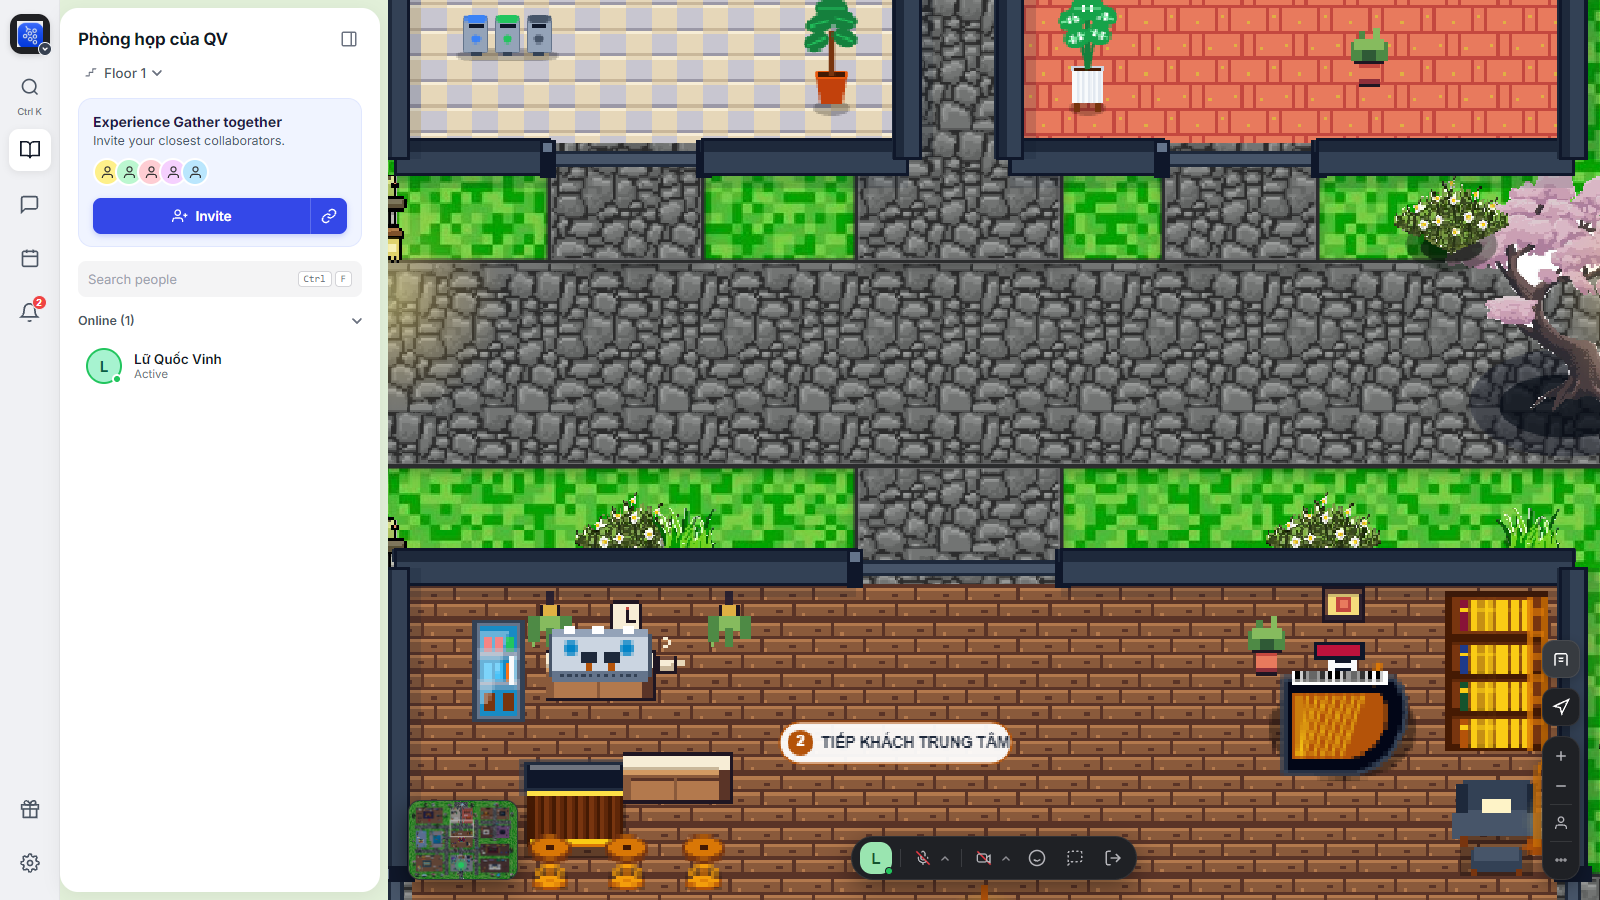 Phòng họp của QV
Floor 1
Ctrl K
Experience Gather together
Invite your closest collaborators.
Invite
Search people
Ctrl F
2
Online (1)
L
Lữ Quốc Vinh
Active
2 TIẾP KHÁCH TRUNG TÂM
L